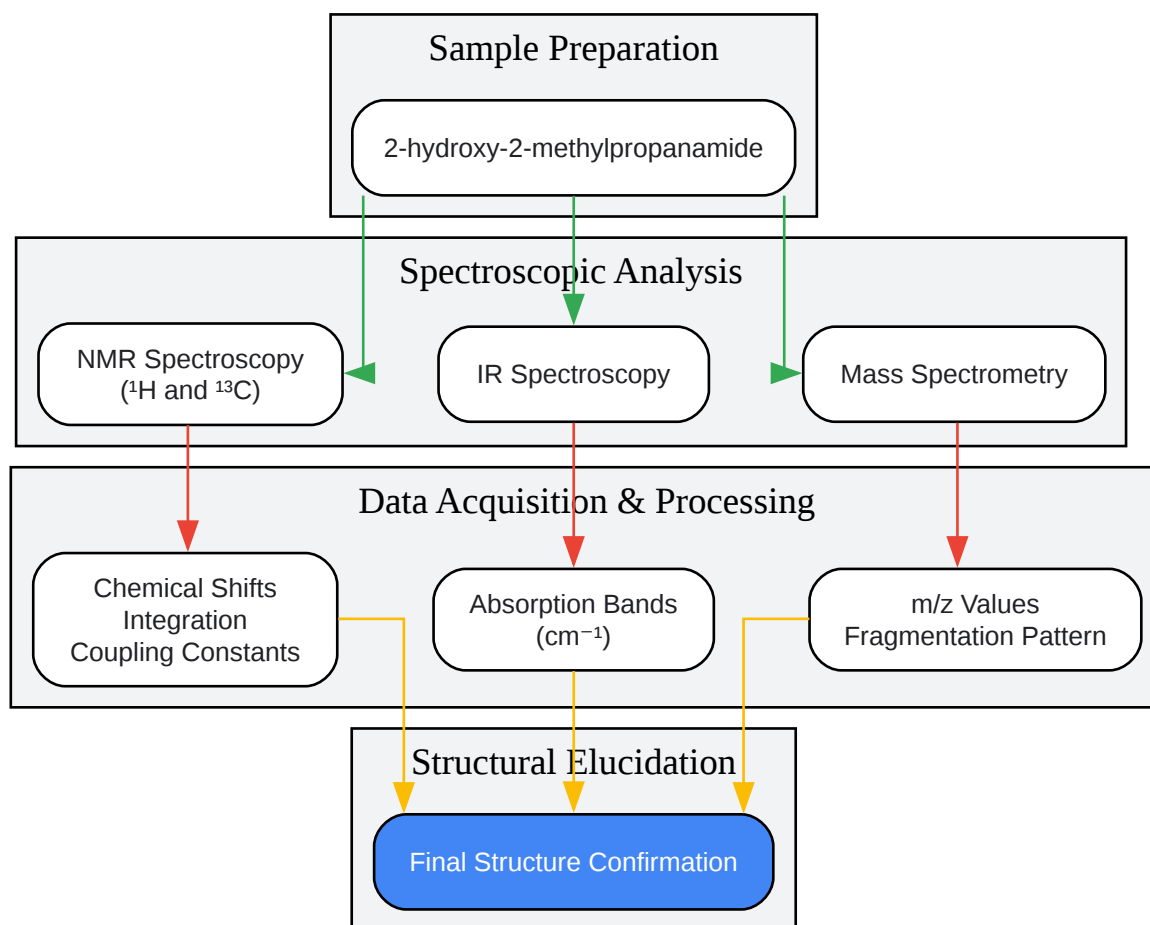 Sample Preparation
2-hydroxy-2-methylpropanamide
Spectroscopic Analysis
NMR Spectroscopy
(¹H and ¹³C)
IR Spectroscopy
Mass Spectrometry
Data Acquisition & Processing
Chemical Shifts
Integration
Coupling Constants
Absorption Bands
(cm⁻¹)
m/z Values
Fragmentation Pattern
Structural Elucidation
Final Structure Confirmation